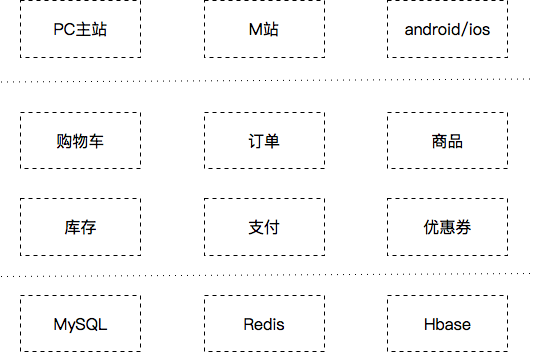 PC主站
M站
android/ios
购物车
订单
商品
库存
支付
优惠券
MySQL
Redis
Hbase